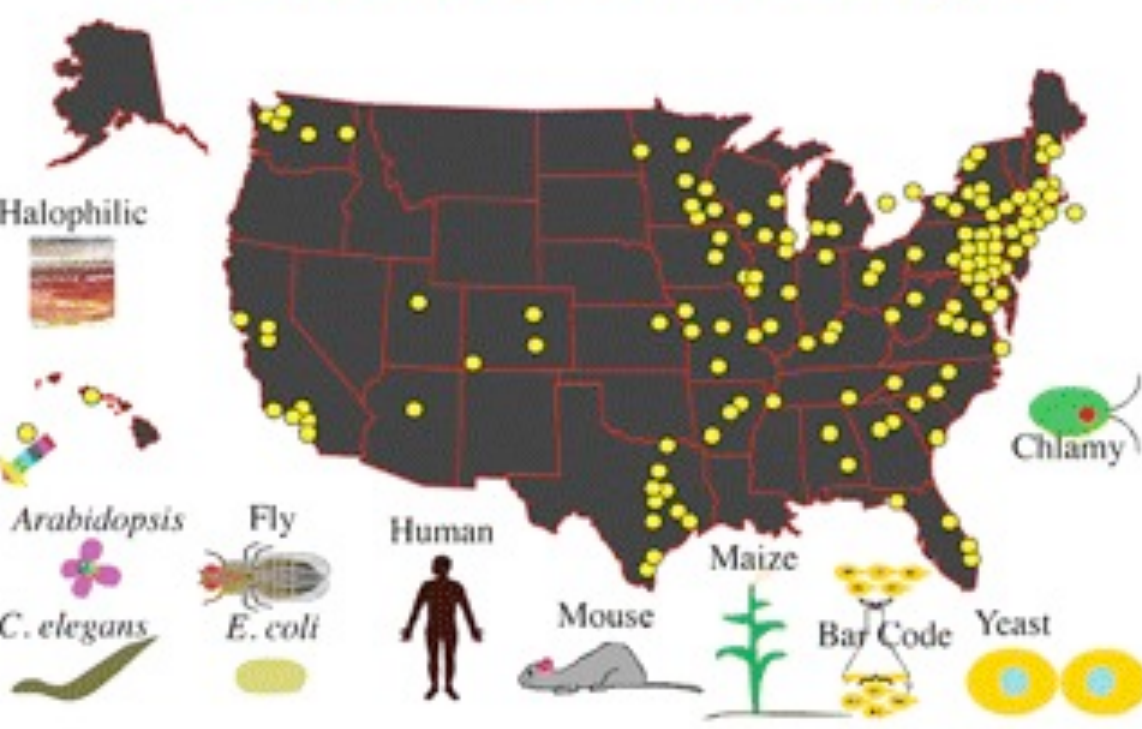 Halophilic
Chlamy
Arabidopsis
Fly
Human
Maize
C. elegans
E. coli
Mouse
Bar Code
Yeast